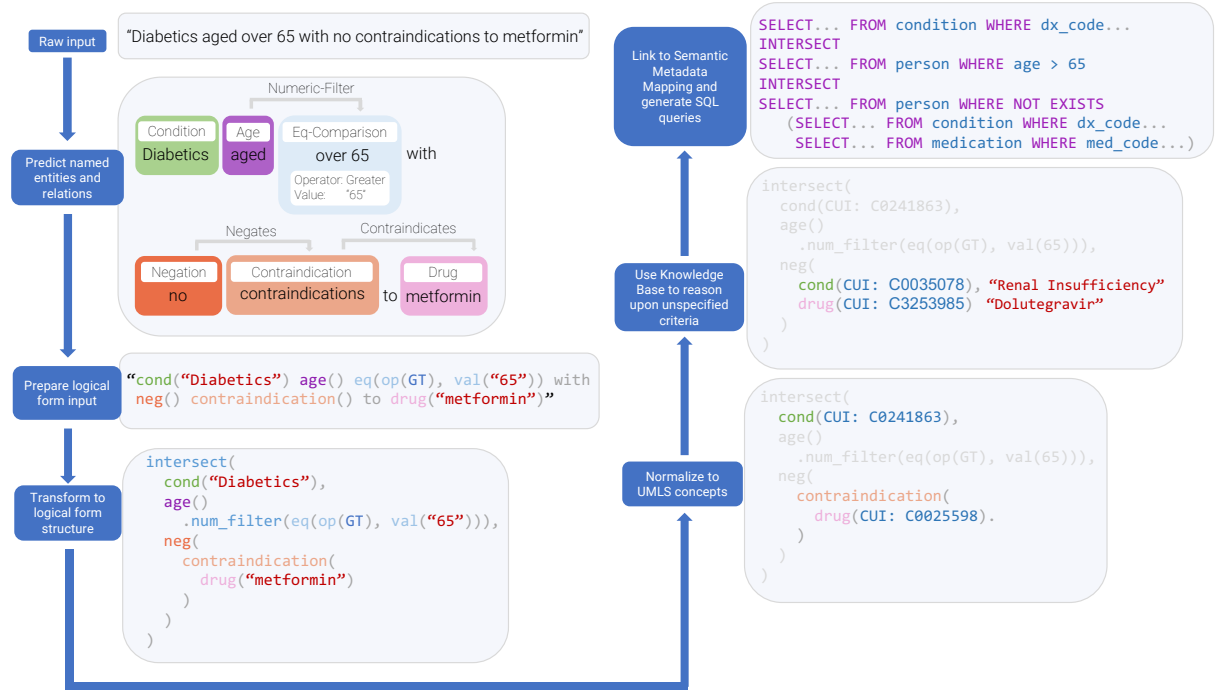 Raw input
“Diabetics aged over 65 with no contraindications to metformin”
Predict named
entities and
relations
Numeric-Filter
Condition
Diabetics
Age
aged
Eq-Comparison
over 65
Operator: Greater
Value: “65”
with
Negates
Contraindicates
Negation
no
Contraindication
contraindications
to
Drug
metformin
Prepare logical
form input
“cond(“Diabetics”) age() eq(op(GT), val(“65”)) with
neg() contraindication() to drug(“metformin”)”
Transform to
logical form
structure
intersect(
cond(“Diabetics”),
age()
.num_filter(eq(op(GT), val(“65”))),
neg(
contraindication(
drug(“metformin”)
)
)
)
Normalize to
UMLS concepts
intersect(
cond(CUI: C0241863),
age()
.num_filter(eq(op(GT), val(65))),
neg(
contraindication(
drug(CUI: C0025598).
)
)
)
Use Knowledge
Base to reason
upon unspecified
criteria
intersect(
cond(CUI: C0241863),
age()
.num_filter(eq(op(GT), val(65))),
neg(
cond(CUI: C0035078), “Renal Insufficiency”
drug(CUI: C3253985) “Dolutegravir”
)
)
Link to Semantic
Metadata
Mapping and
generate SQL
queries
SELECT... FROM condition WHERE dx_code...
INTERSECT
SELECT... FROM person WHERE age > 65
INTERSECT
SELECT... FROM person WHERE NOT EXISTS
(SELECT... FROM condition WHERE dx_code...
SELECT... FROM medication WHERE med_code...)